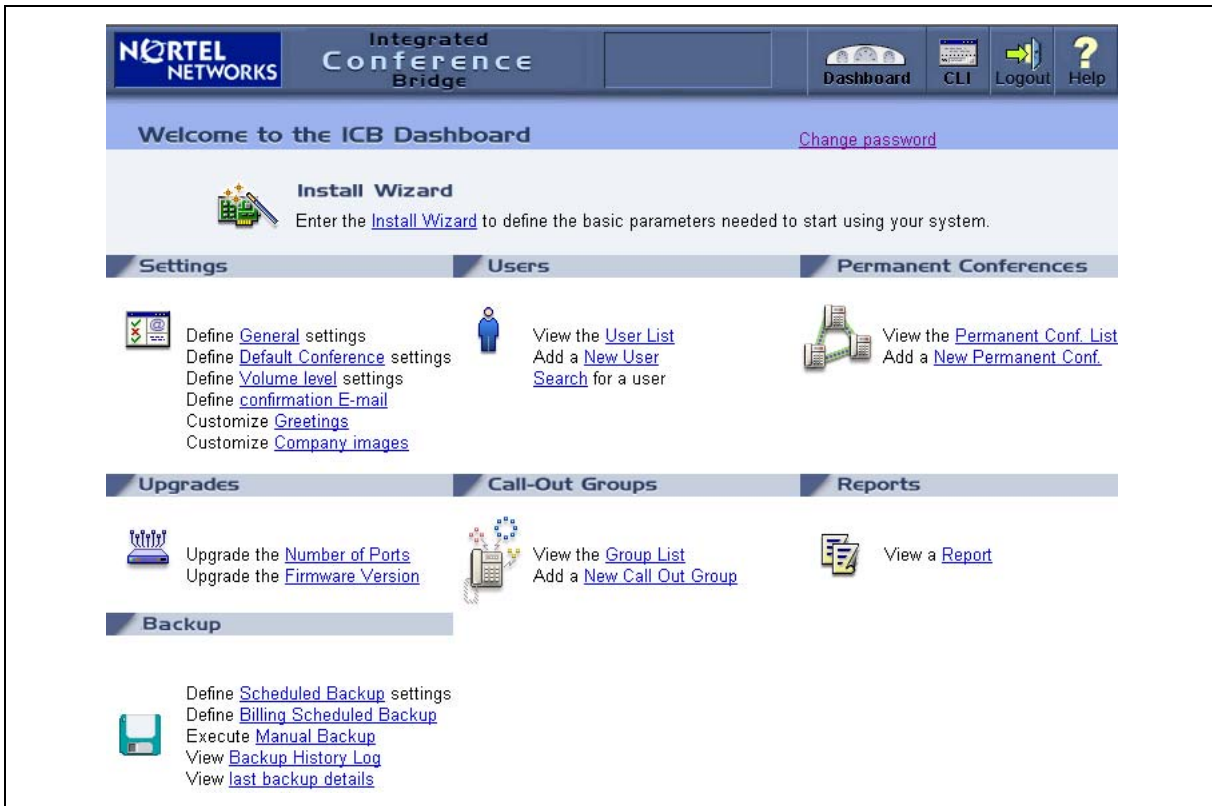 NORTEL
NETWORKS
Integrated
Conference
Bridge
Dashboard
CLI
Logout
Help
Welcome to the ICB Dashboard
Change password
Install Wizard
Enter the Install Wizard to define the basic parameters needed to start using your system.
Settings
Define General settings
Define Default Conference settings
Define Volume level settings
Define confirmation E-mail
Customize Greetings
Customize Company images
Users
View the User List
Add a New User
Search for a user
Permanent Conferences
View the Permanent Conf. List
Add a New Permanent Conf.
Upgrades
Upgrade the Number of Ports
Upgrade the Firmware Version
Call-Out Groups
View the Group List
Add a New Call Out Group
Reports
View a Report
Backup
Define Scheduled Backup settings
Define Billing Scheduled Backup
Execute Manual Backup
View Backup History Log
View last backup details